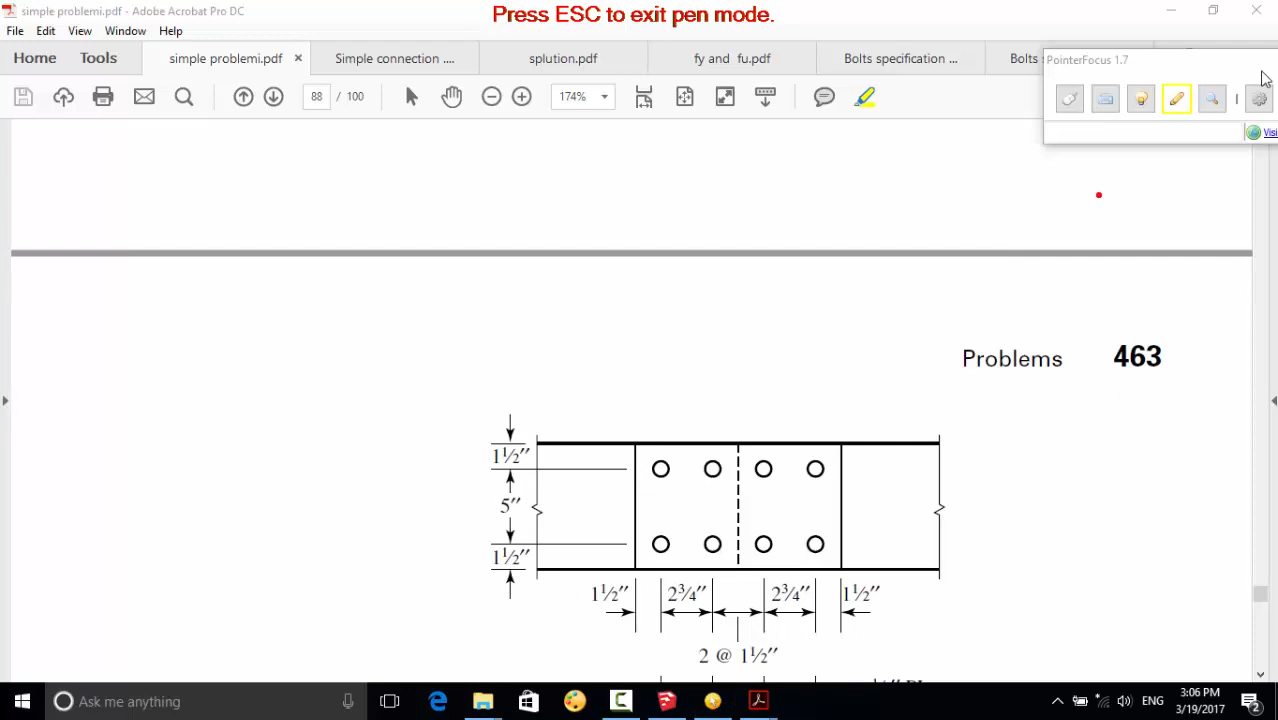 simple problemi.pdf - Adobe Acrobat Pro DC
Press ESC to exit pen mode.
File Edit View Window Help
Home Tools simple problemi.pdf × Simple connection .... splution.pdf fy and fu.pdf Bolts specification ... Bolts
PointerFocus 1.7
88 / 100 174%
Visi
Problems 463
1½″
5″
1½″
1½″ 2¾″ 2¾″ 1½″
2 @ 1½″
Ask me anything
ENG
3:06 PM
3/19/2017
2